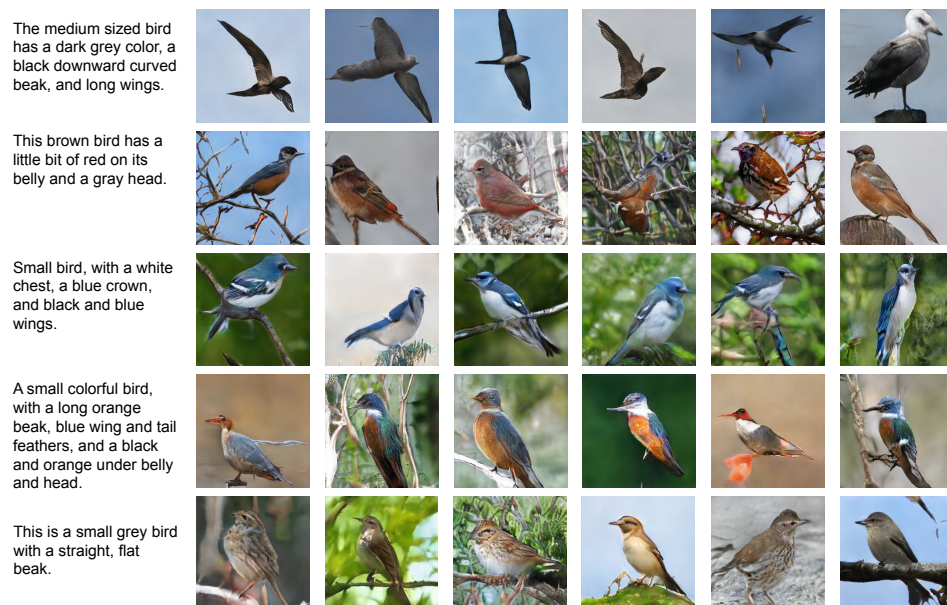 The medium sized bird
has a dark grey color, a
black downward curved
beak, and long wings.
This brown bird has a
little bit of red on its
belly and a gray head.
Small bird, with a white
chest, a blue crown,
and black and blue
wings.
A small colorful bird,
with a long orange
beak, blue wing and tail
feathers, and a black
and orange under belly
and head.
This is a small grey bird
with a straight, flat
beak.